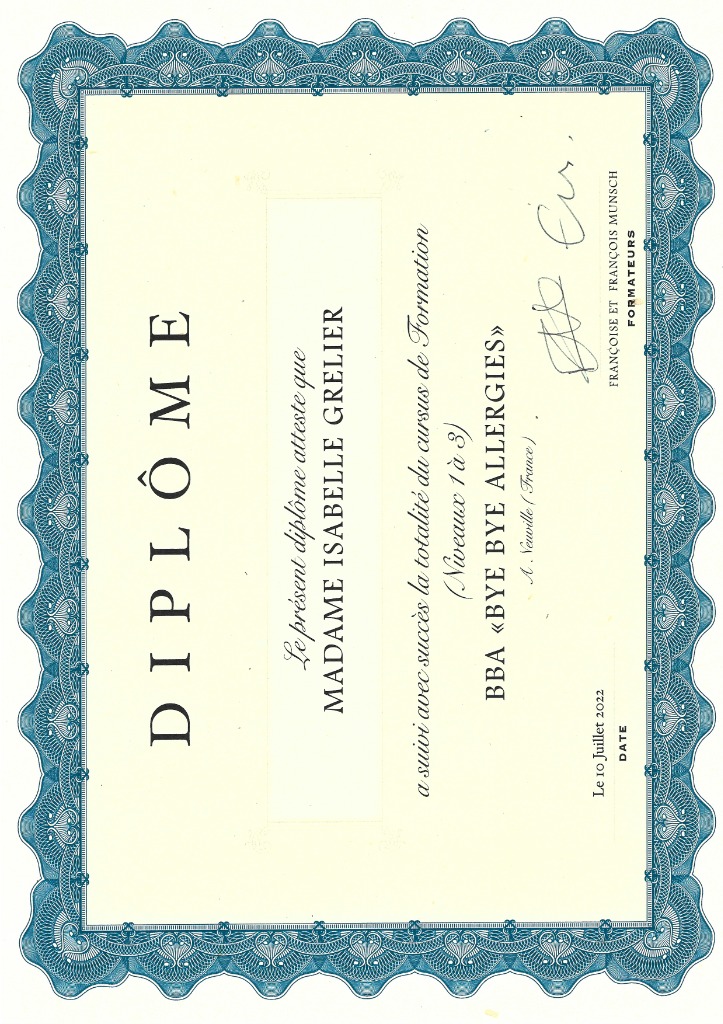 DIPLÔME
Le présent diplôme atteste que
MADAME ISABELLE GRELIER
a suivi avec succès la totalité du cursus de Formation
(Niveaux 1 à 3)
BBA «BYE BYE ALLERGIES»
A . Neuville ( France )
Le 10 Juillet 2022
DATE
FRANÇOISE ET FRANÇOIS MUNSCH
FORMATEURS